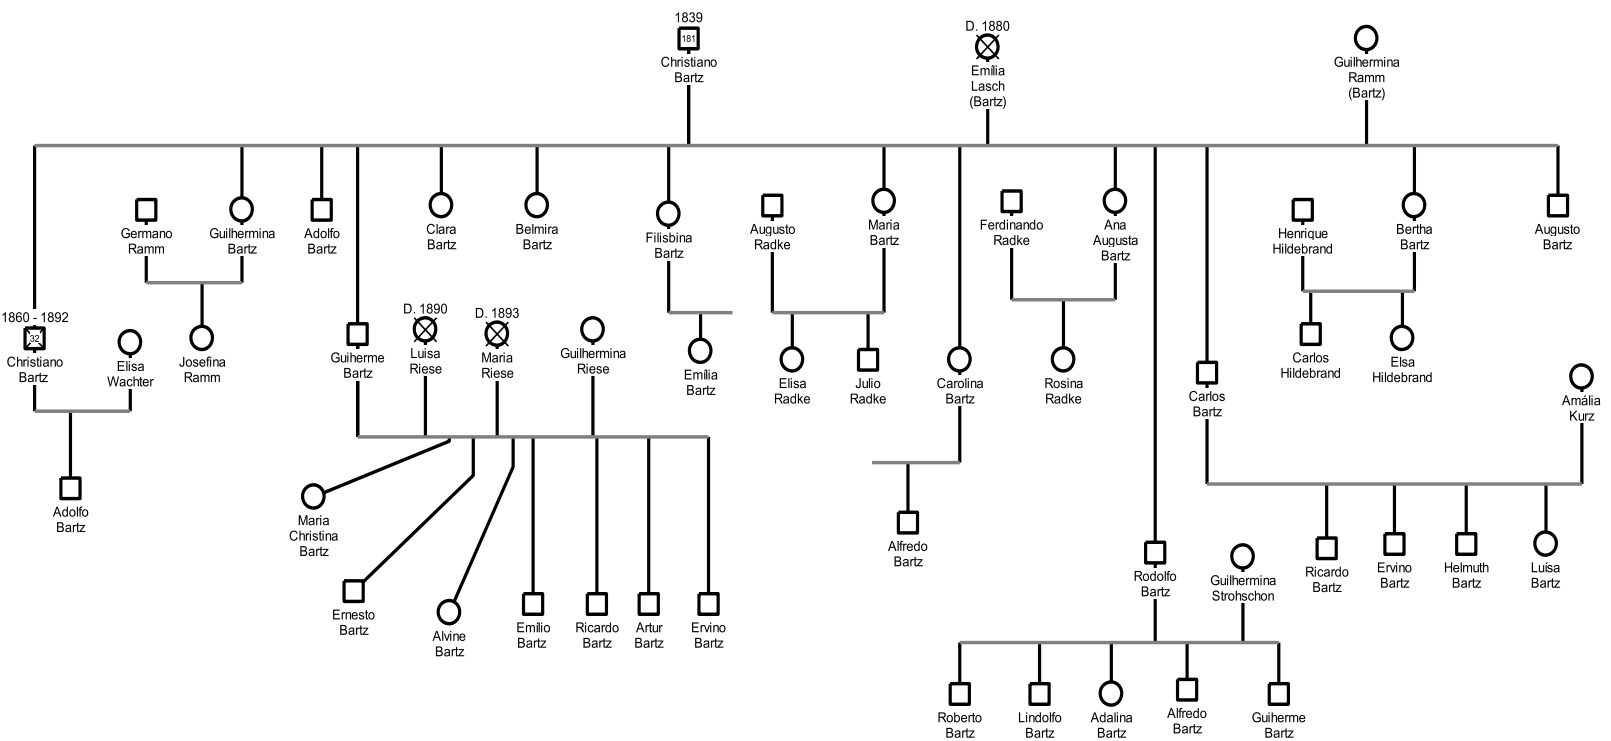 1839
181
Christiano
Bartz
D. 1880
Emília
Lasch
(Bartz)
Guilhermina
Ramm
(Bartz)
Germano
Ramm
Guilhermina
Bartz
Adolfo
Bartz
Clara
Bartz
Belmira
Bartz
Filisbina
Bartz
Augusto
Radke
Maria
Bartz
Ferdinando
Radke
Ana
Augusta
Bartz
Henrique
Hildebrand
Bertha
Bartz
Augusto
Bartz
1860 - 1892
32
Christiano
Bartz
Elisa
Wachter
Josefina
Ramm
Guiherme
Bartz
D. 1890
Luisa
Riese
D. 1893
Maria
Riese
Guilhermina
Riese
Emília
Bartz
Elisa
Radke
Julio
Radke
Carolina
Bartz
Rosina
Radke
Carlos
Bartz
Carlos
Hildebrand
Elsa
Hildebrand
Amália
Kurz
Adolfo
Bartz
Maria
Christina
Bartz
Alfredo
Bartz
Rodolfo
Bartz
Guilhermina
Strohschon
Ricardo
Bartz
Ervino
Bartz
Helmuth
Bartz
Luísa
Bartz
Ernesto
Bartz
Alvine
Bartz
Emílio
Bartz
Ricardo
Bartz
Artur
Bartz
Ervino
Bartz
Roberto
Bartz
Lindolfo
Bartz
Adalina
Bartz
Alfredo
Bartz
Guiherme
Bartz